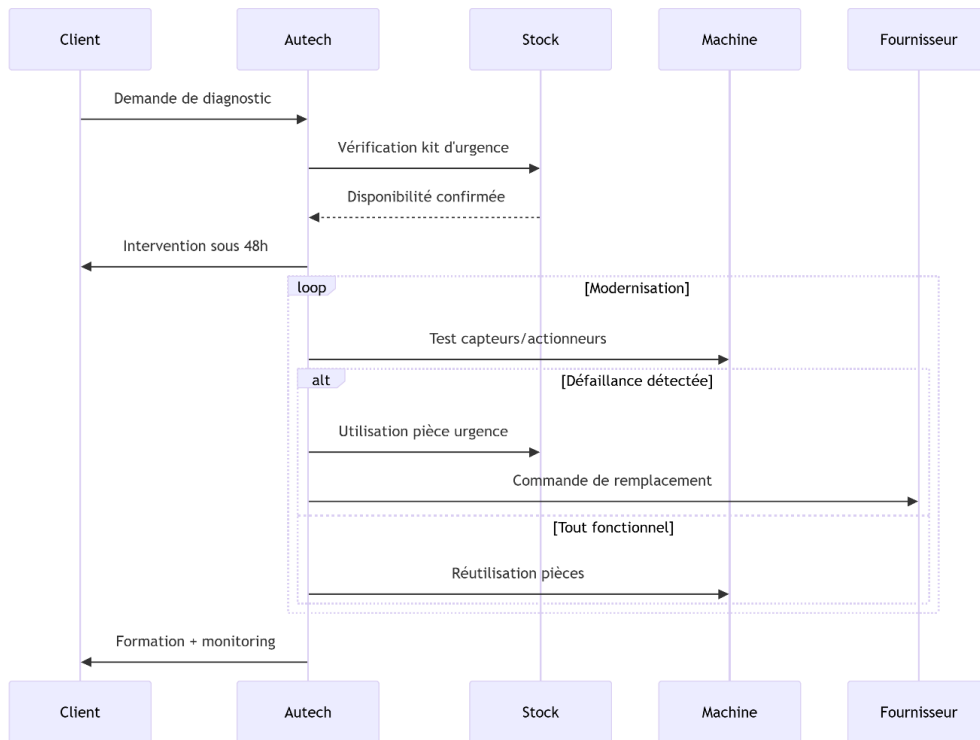 Client
Autech
Stock
Machine
Fournisseur
Demande de diagnostic
Vérification kit d'urgence
Disponibilité confirmée
Intervention sous 48h
loop
[Modernisation]
Test capteurs/actionneurs
alt
[Défaillance détectée]
Utilisation pièce urgence
Commande de remplacement
[Tout fonctionnel]
Réutilisation pièces
Formation + monitoring
Client
Autech
Stock
Machine
Fournisseur